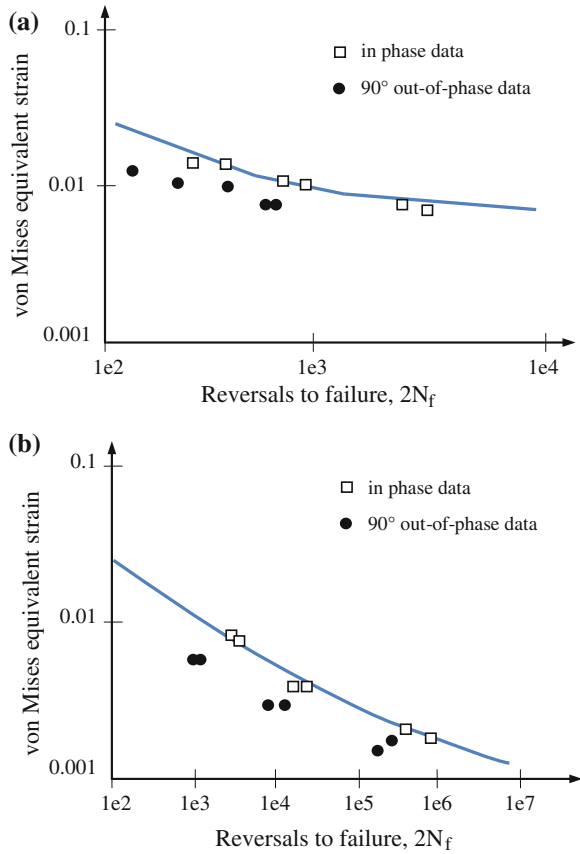 (a)
0.1
in phase data
90° out-of-phase data
0.01
0.001
von Mises equivalent strain
1e2 1e3 1e4
Reversals to failure, 2Nf
(b)
0.1
in phase data
90° out-of-phase data
0.01
0.001
von Mises equivalent strain
1e2 1e3 1e4 1e5 1e6 1e7
Reversals to failure, 2Nf